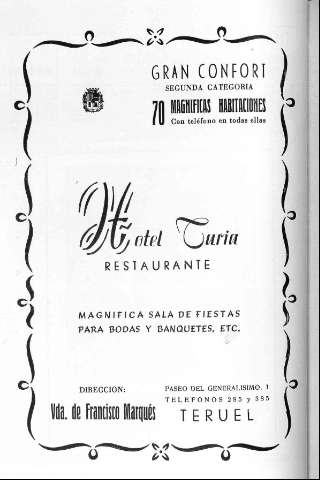 GRAN CONFORT
SEGUNDA CATEGORIA
70 MAGNIFICAS HABITACIONES
Con teléfono en todas ellas
Hotel Turia
RESTAURANTE
MAGNIFICA SALA DE FIESTAS
PARA BODAS Y BANQUETES, ETC.
DIRECCION:
Vda. de Francisco Marqués
PASEO DEL GENERALISIMO, 1
TELEFONOS 285 y 385
TERUEL